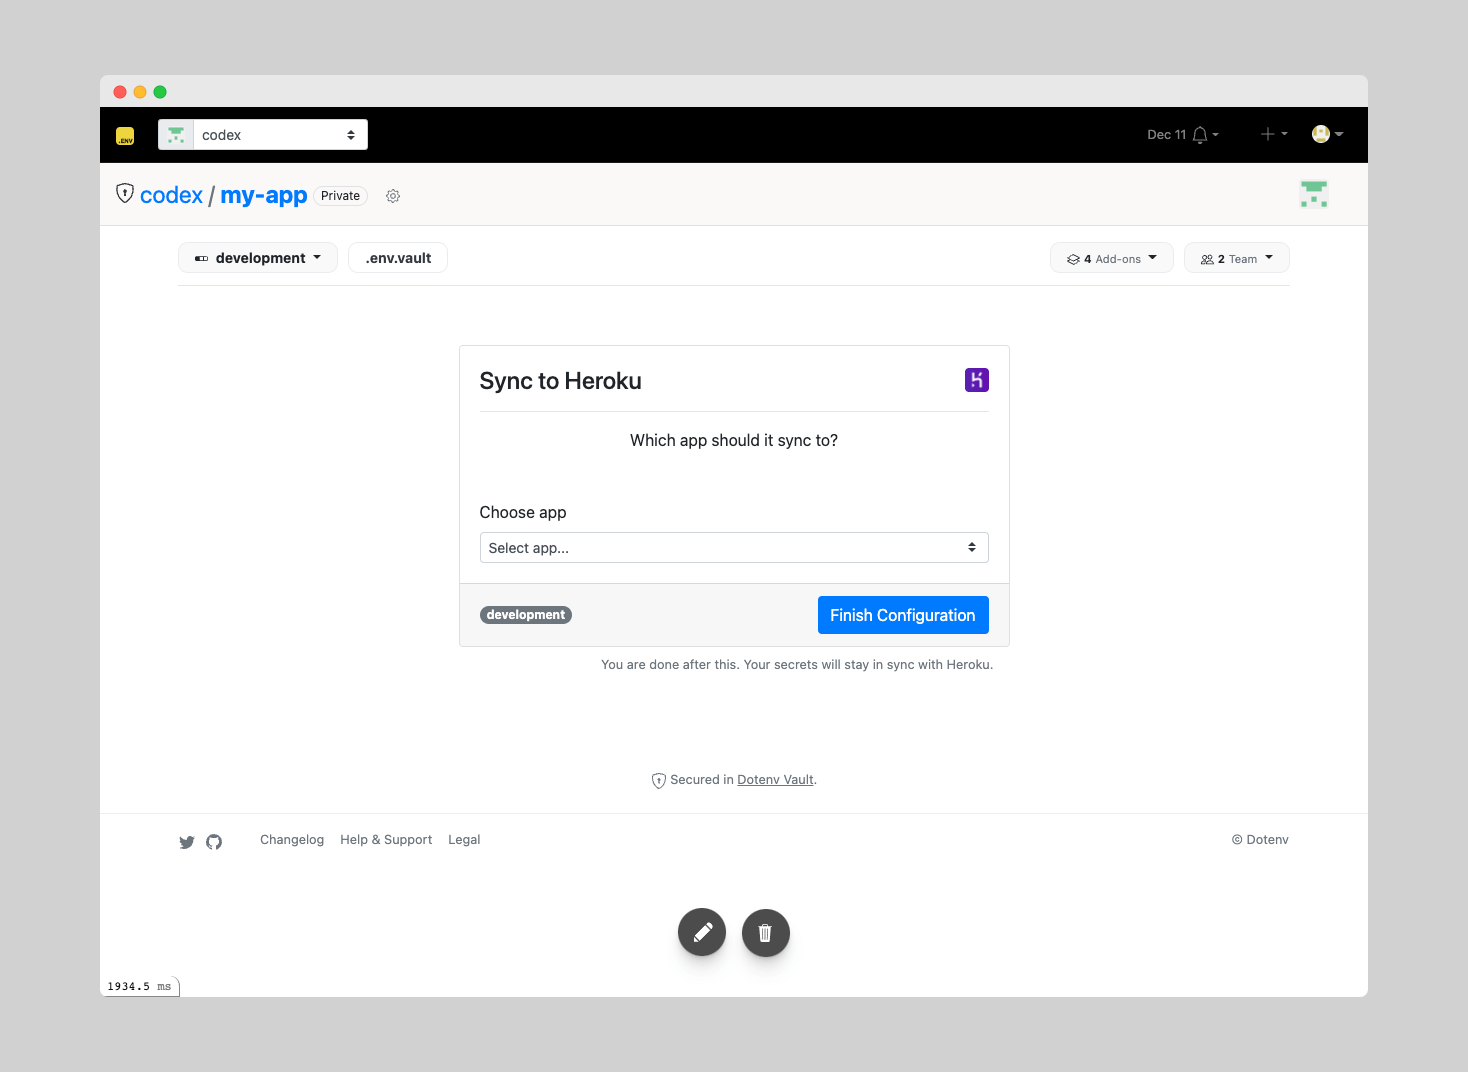 .ENV
codex
Dec 11
codex / my-app Private
development
.env.vault
4 Add-ons
2 Team
Sync to Heroku
Which app should it sync to?
Choose app
Select app...
development
Finish Configuration
You are done after this. Your secrets will stay in sync with Heroku.
Secured in Dotenv Vault.
Changelog Help & Support Legal
© Dotenv
1934.5 ms